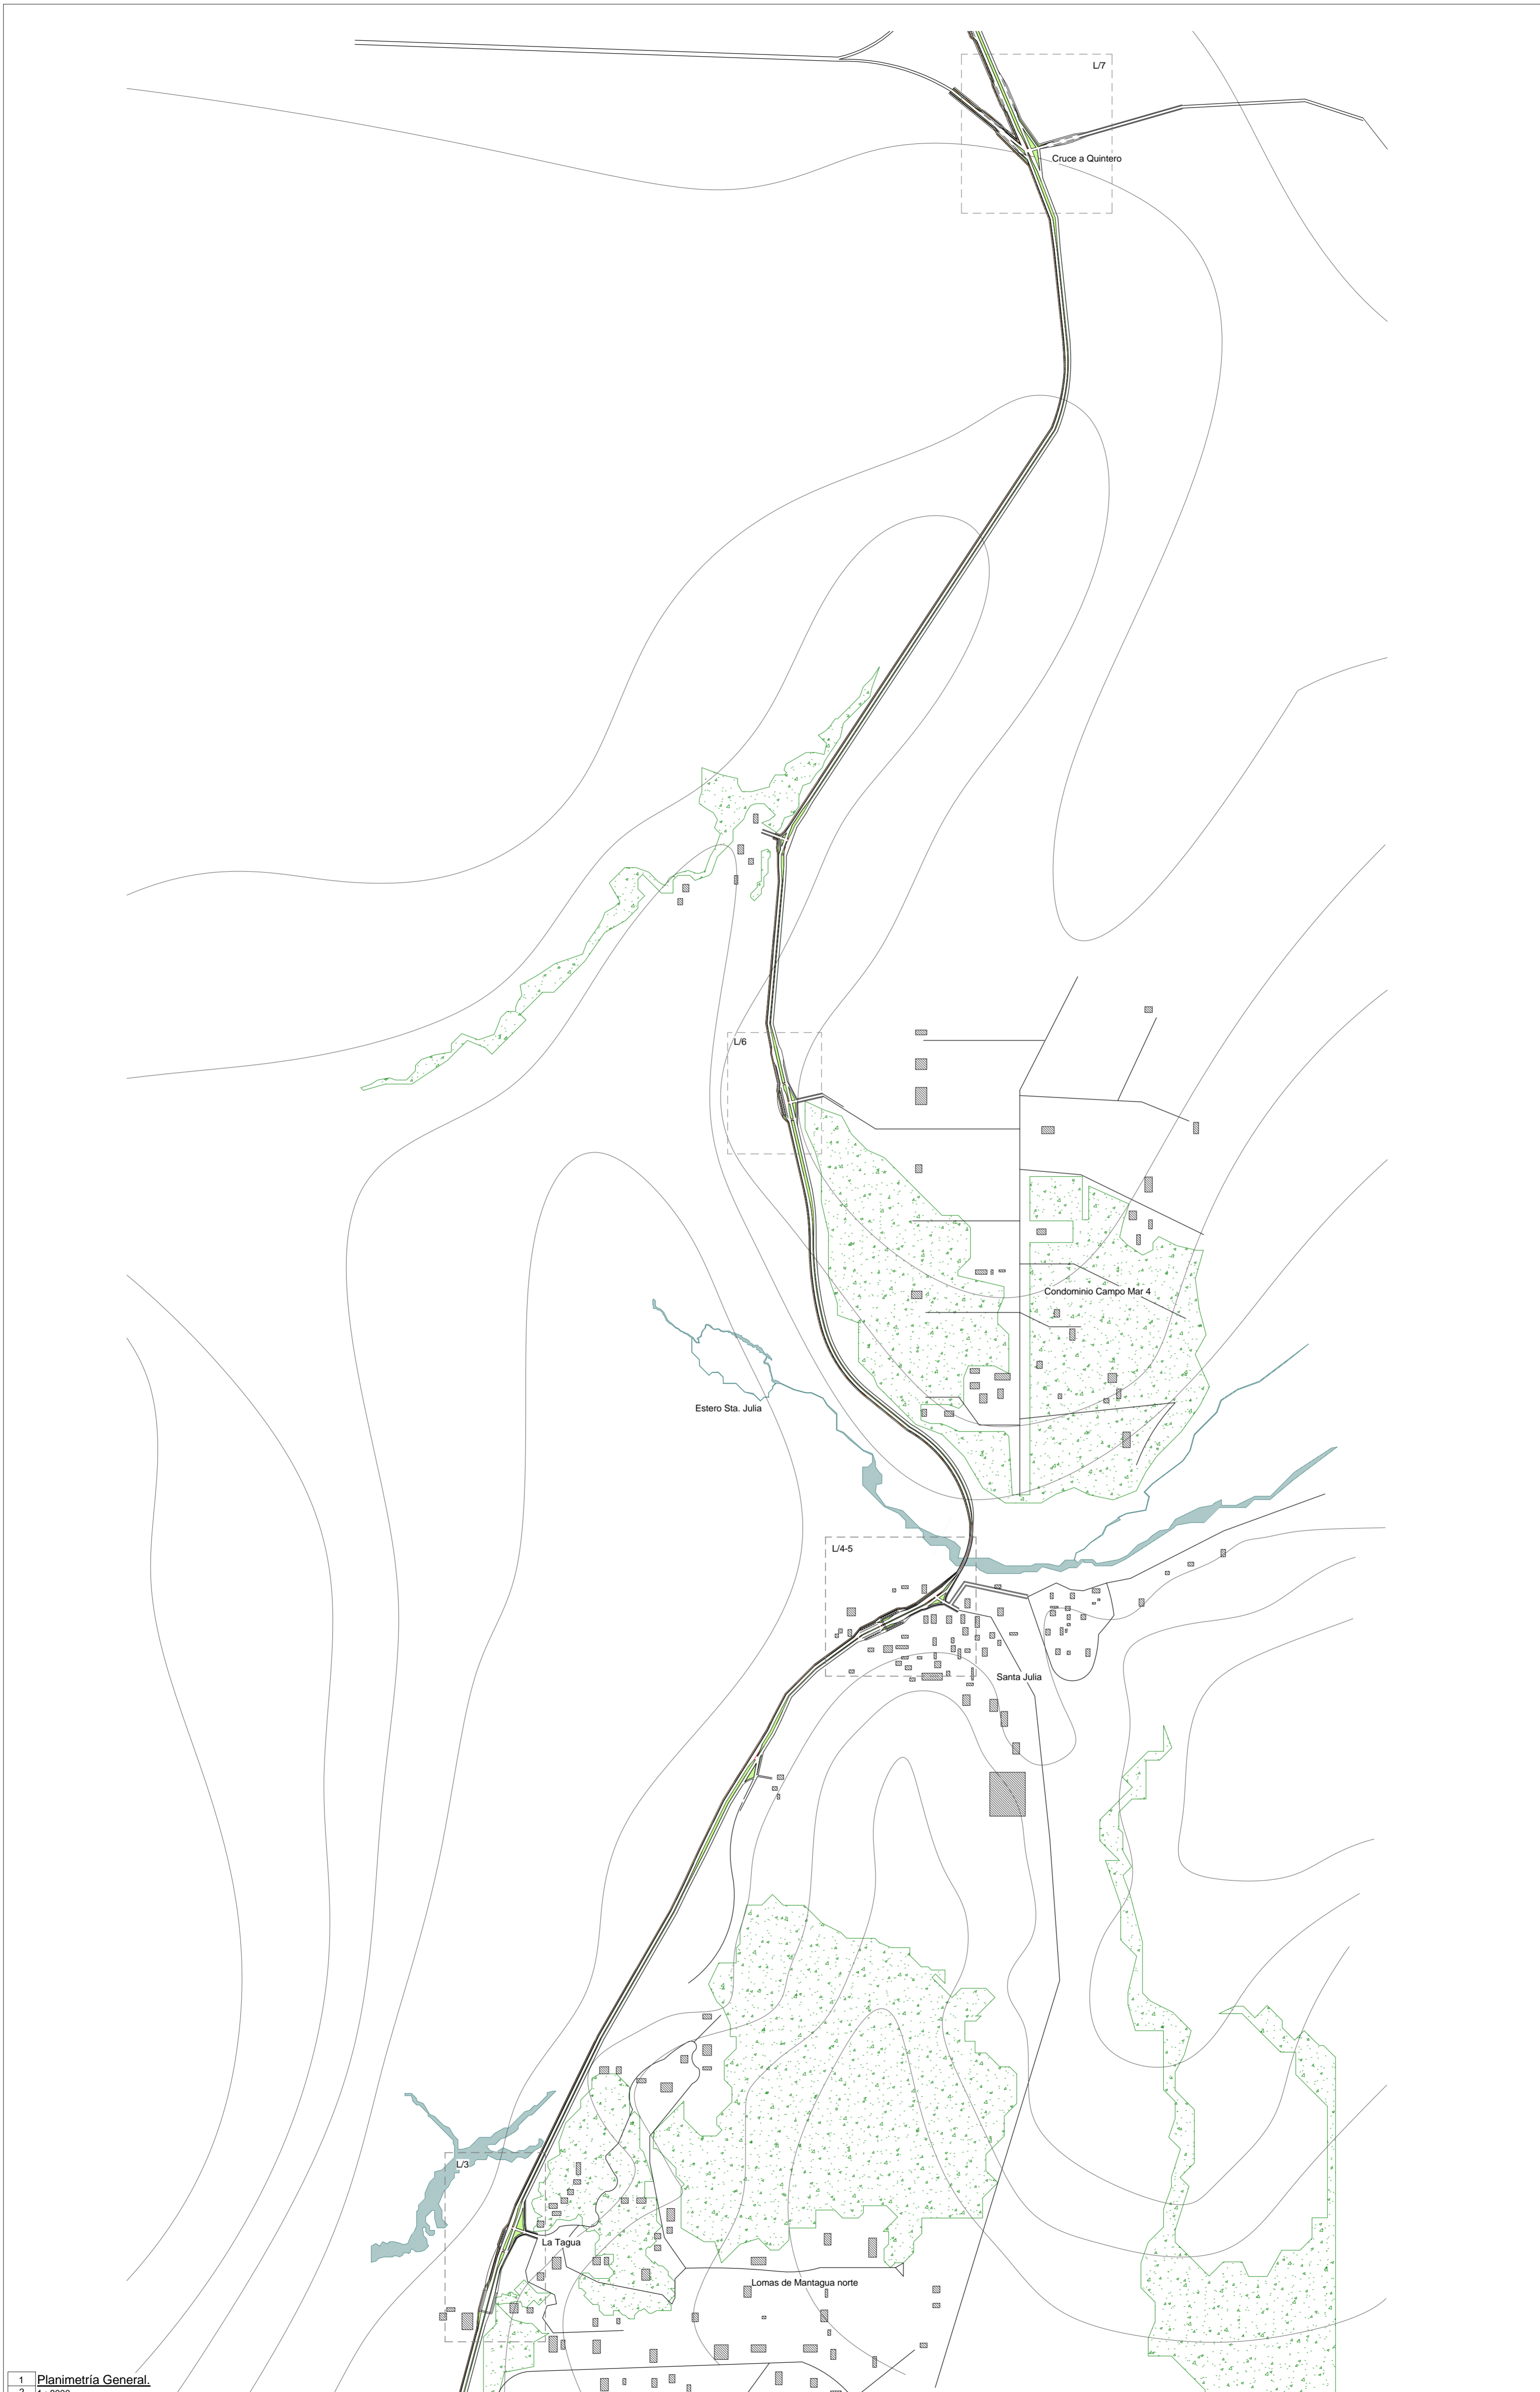 L/7
Cruce a Quintero
L/6
Condominio Campo Mar 4
Estero Sta. Julia
L/4-5
Santa Julia
L/3
La Tagua
Lomas de Mantagua norte
1 Planimetría General.
2